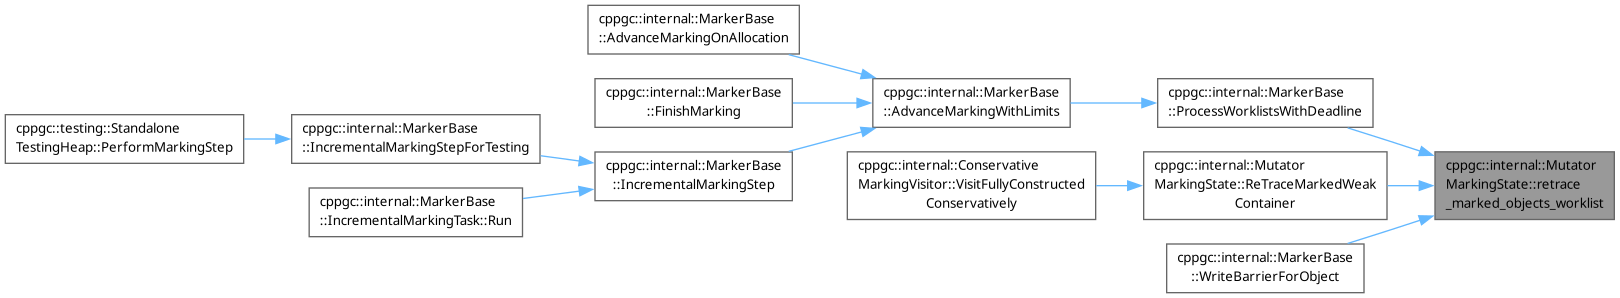 cppgc::internal::MarkerBase
::AdvanceMarkingOnAllocation
cppgc::internal::MarkerBase
::FinishMarking
cppgc::internal::MarkerBase
::AdvanceMarkingWithLimits
cppgc::internal::MarkerBase
::ProcessWorklistsWithDeadline
cppgc::testing::Standalone
TestingHeap::PerformMarkingStep
cppgc::internal::MarkerBase
::IncrementalMarkingStepForTesting
cppgc::internal::MarkerBase
::IncrementalMarkingStep
cppgc::internal::Conservative
MarkingVisitor::VisitFullyConstructed
Conservatively
cppgc::internal::Mutator
MarkingState::ReTraceMarkedWeak
Container
cppgc::internal::Mutator
MarkingState::retrace
_marked_objects_worklist
cppgc::internal::MarkerBase
::IncrementalMarkingTask::Run
cppgc::internal::MarkerBase
::WriteBarrierForObject